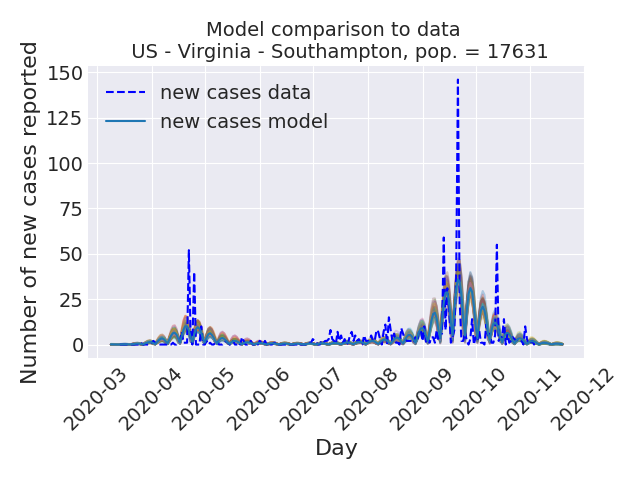 Model comparison to data
US - Virginia - Southampton, pop. = 17631
Number of new cases reported
150
125
100
75
50
25
0
new cases data
new cases model
2020-03
2020-04
2020-05
2020-06
2020-07
2020-08
2020-09
2020-10
2020-11
2020-12
Day